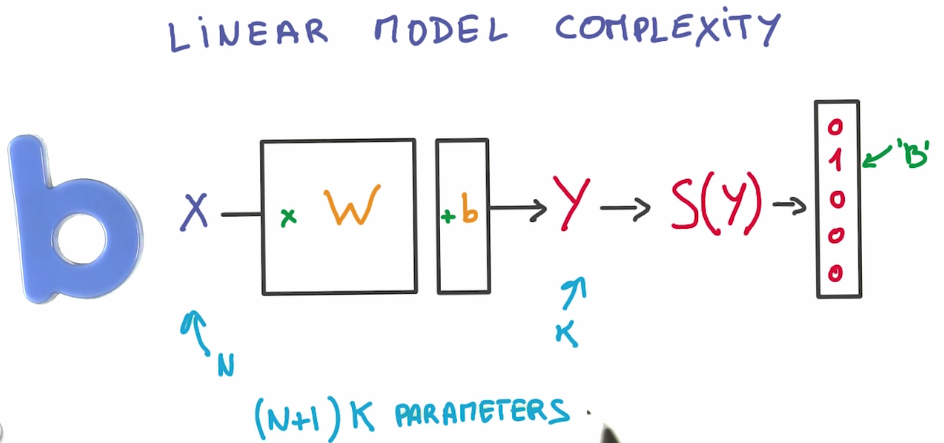 LINEAR MODEL COMPLEXITY
b X x W + b Y S(Y) 0 1 0 0 0 'B'
N K
(N+1) K PARAMETERS